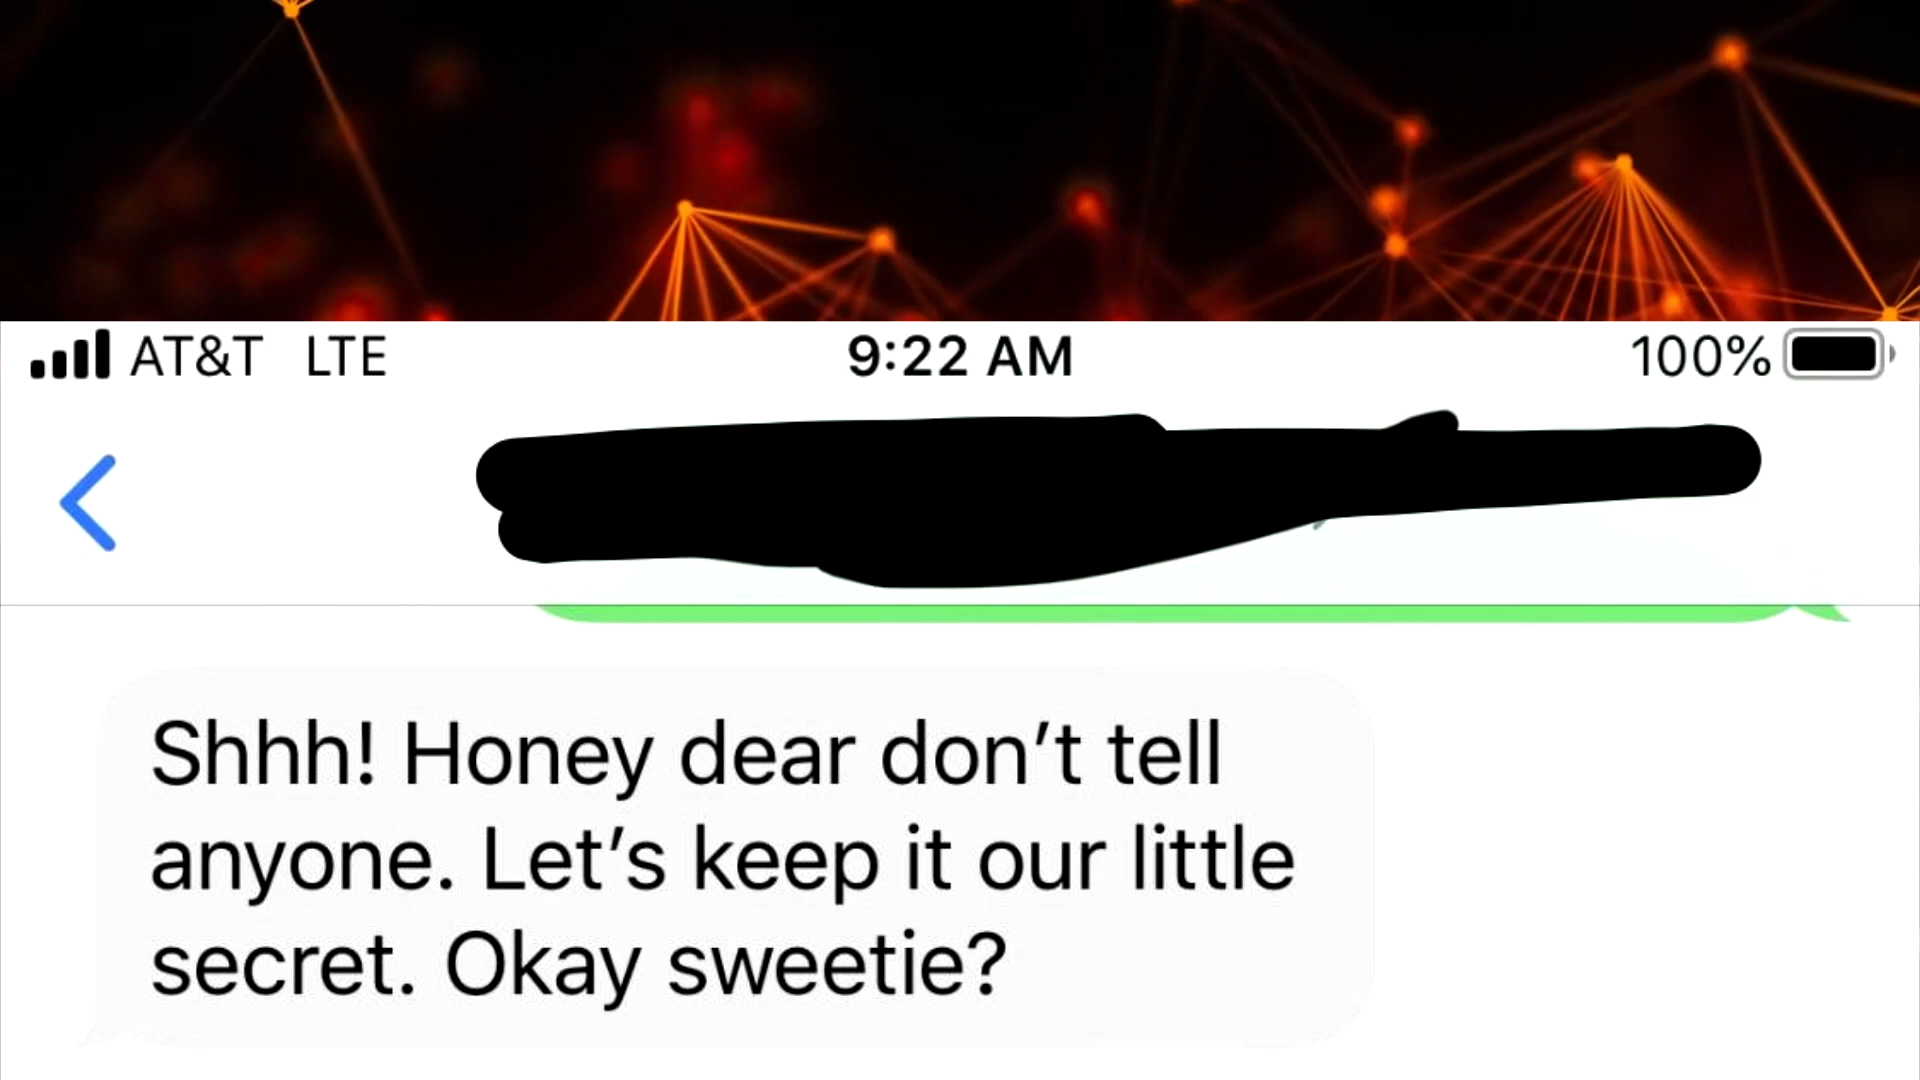 AT&T LTE 9:22 AM 100%
Shhh! Honey dear don’t tell
anyone. Let’s keep it our little
secret. Okay sweetie?